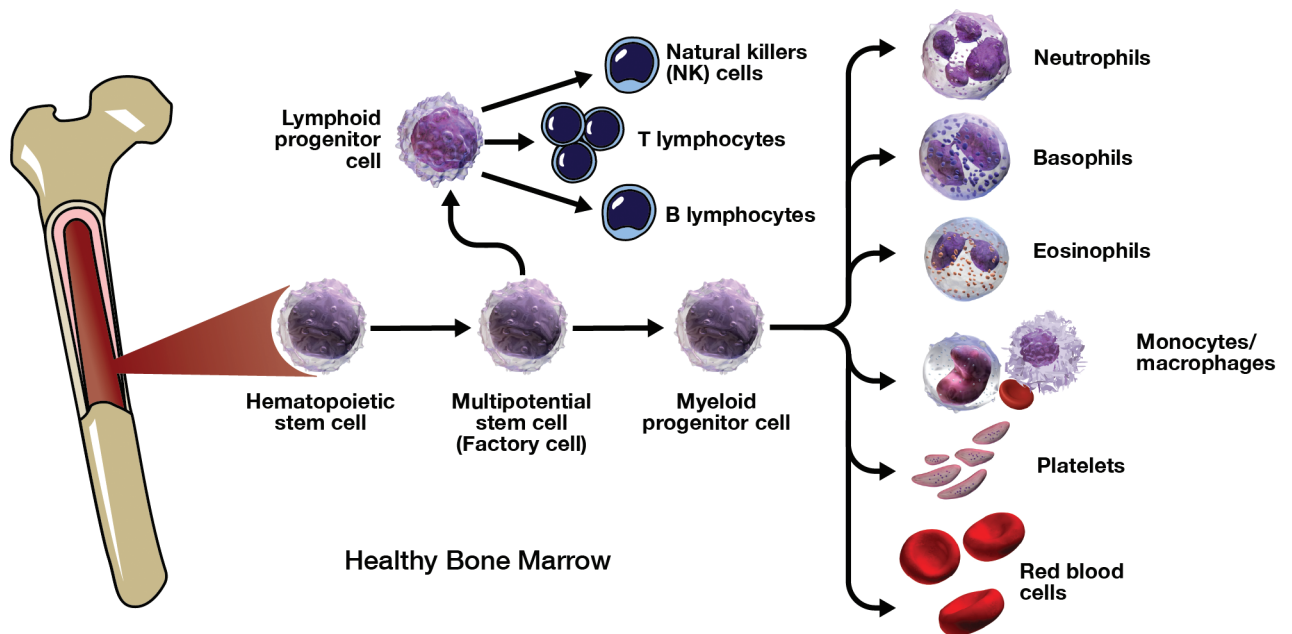 Natural killers
(NK) cells
Lymphoid
progenitor
cell
T lymphocytes
B lymphocytes
Hematopoietic
stem cell
Multipotential
stem cell
(Factory cell)
Myeloid
progenitor cell
Neutrophils
Basophils
Eosinophils
Monocytes/
macrophages
Platelets
Red blood
cells
Healthy Bone Marrow